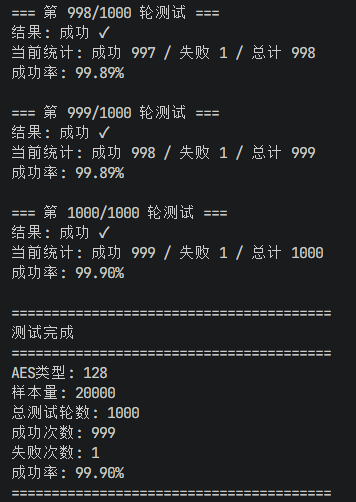 === 第 998/1000 轮测试 ===
结果: 成功 ✓
当前统计: 成功 997 / 失败 1 / 总计 998
成功率: 99.89%
=== 第 999/1000 轮测试 ===
结果: 成功 ✓
当前统计: 成功 998 / 失败 1 / 总计 999
成功率: 99.89%
=== 第 1000/1000 轮测试 ===
结果: 成功 ✓
当前统计: 成功 999 / 失败 1 / 总计 1000
成功率: 99.90%
========================================
测试完成
========================================
AES类型: 128
样本量: 20000
总测试轮数: 1000
成功次数: 999
失败次数: 1
成功率: 99.90%
========================================